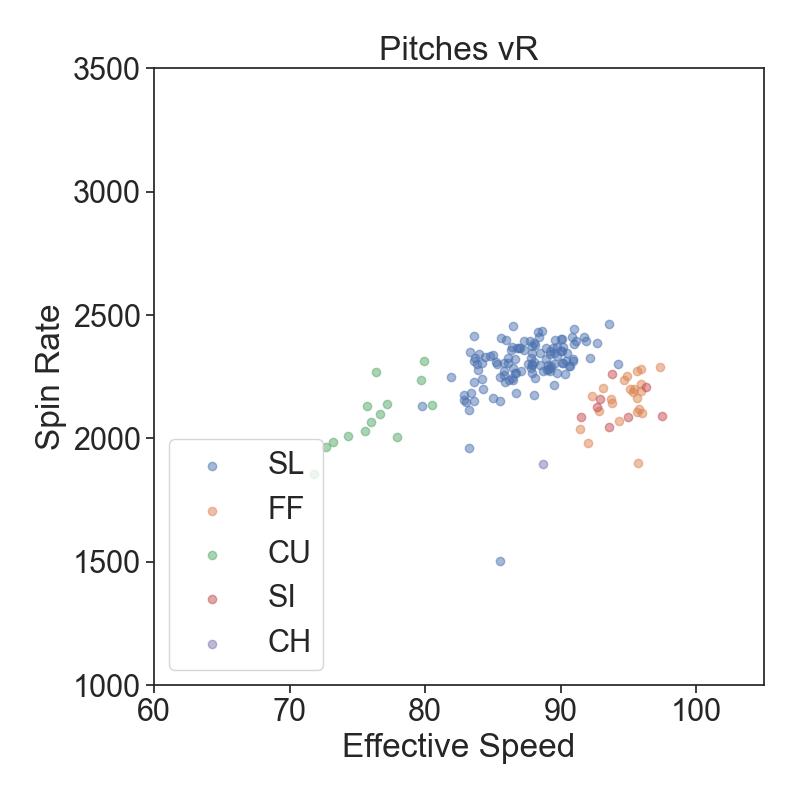 Pitches vR
3500
3000
2500
2000
1500
1000
Spin Rate
SL
FF
CU
SI
CH
60 70 80 90 100
Effective Speed